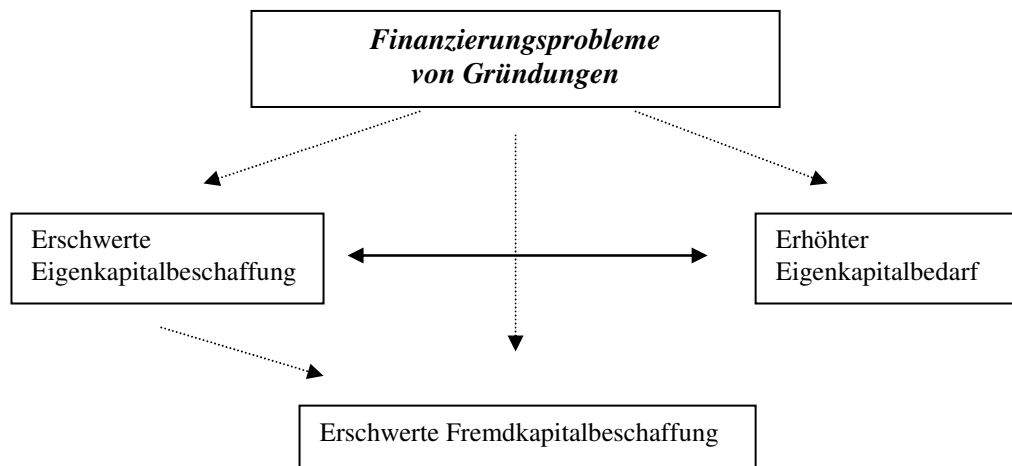 Finanzierungsprobleme
von Gründungen
Erschwerte
Eigenkapitalbeschaffung
Erhöhter
Eigenkapitalbedarf
Erschwerte Fremdkapitalbeschaffung